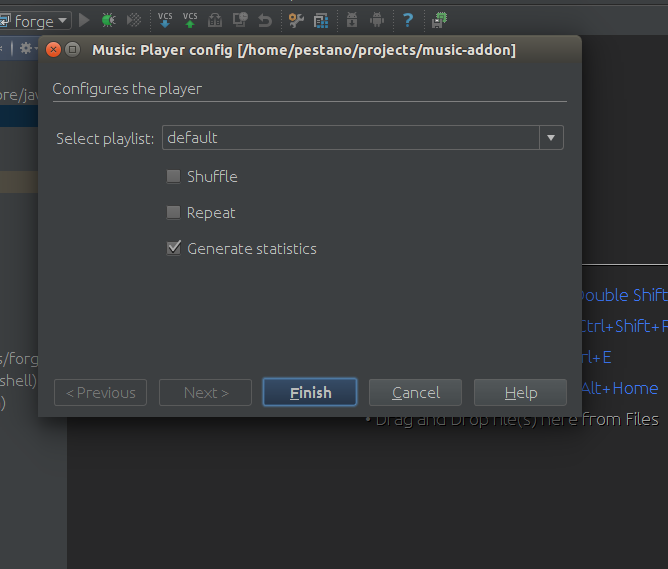 forge
VCS VCS
Music: Player config [/home/pestano/projects/music-addon]
Configures the player
ore/jav
Select playlist: default
Shuffle
Repeat
Generate statistics
Double Shift
Ctrl+Shift+F
rl+E
s/forg
shell)
Alt+Home
< Previous Next > Finish Cancel Help
)
• Drag and Drop file(s) here from Files